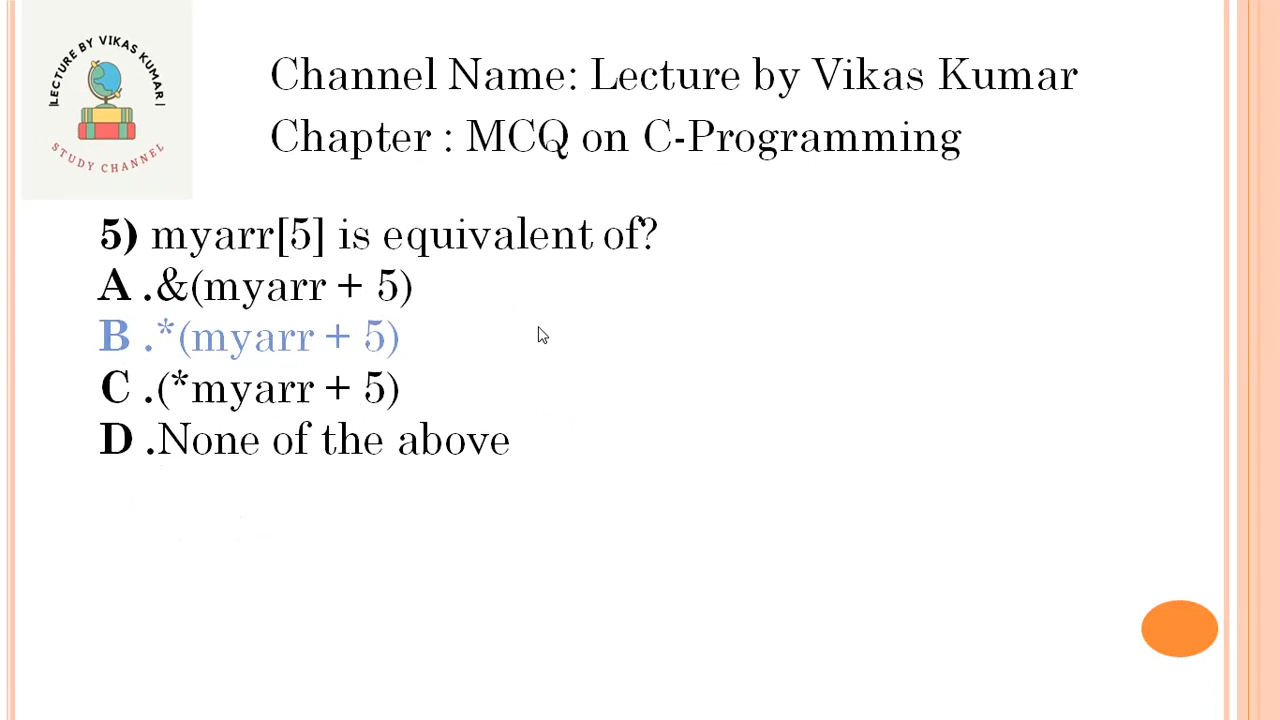 LECTURE BY VIKAS KUMAR
STUDY CHANNEL
Channel Name: Lecture by Vikas Kumar
Chapter : MCQ on C-Programming
5) myarr[5] is equivalent of?
A .&(myarr + 5)
B .*(myarr + 5)
C .(*myarr + 5)
D .None of the above